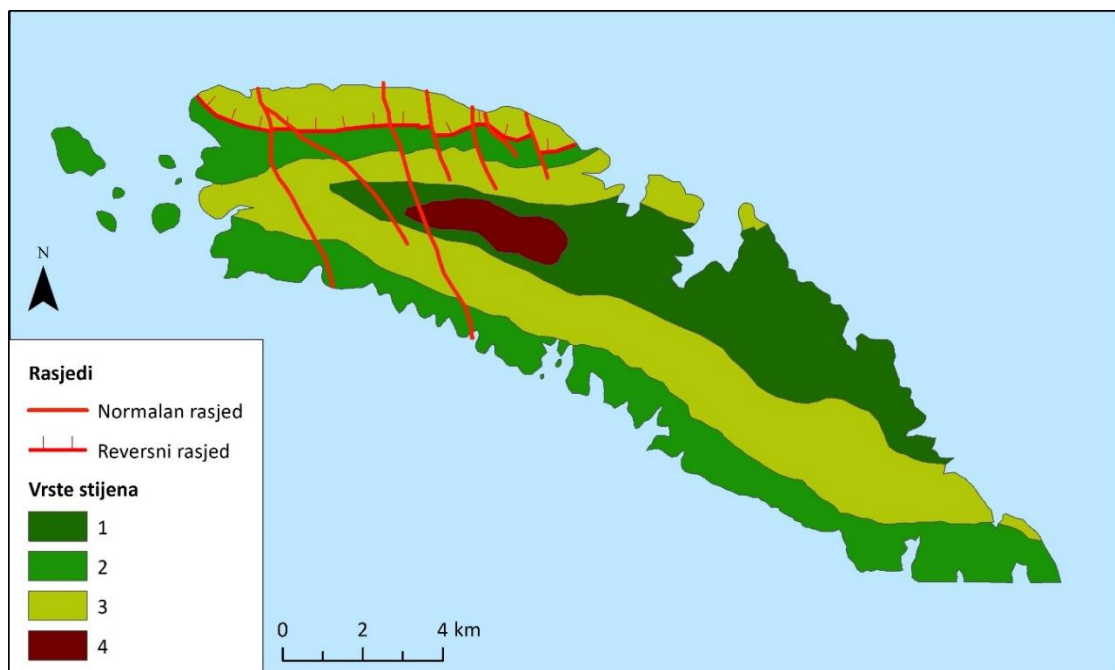 N
Rasjedi
Normalan rasjed
Reversni rasjed
Vrste stijena
1
2
3
4
0 2 4 km